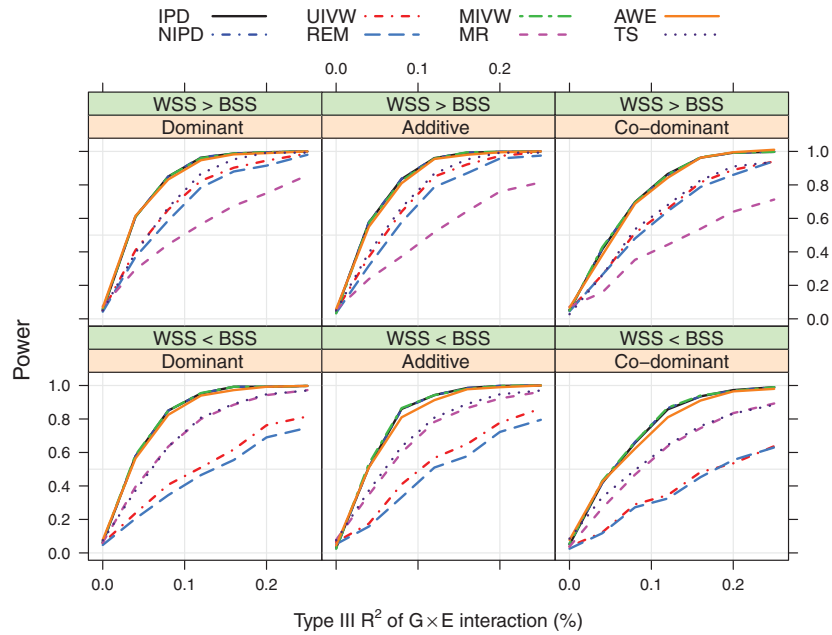 IPD UIVW MIVW AWE
NIPD REM MR TS
0.0 0.1 0.2
WSS > BSS WSS > BSS WSS > BSS
Dominant Additive Co−dominant
1.0
0.8
0.6
0.4
0.2
0.0
Power
WSS < BSS WSS < BSS WSS < BSS
Dominant Additive Co−dominant
1.0
0.8
0.6
0.4
0.2
0.0
0.0 0.1 0.2 0.0 0.1 0.2
Type III R² of G×E interaction (%)